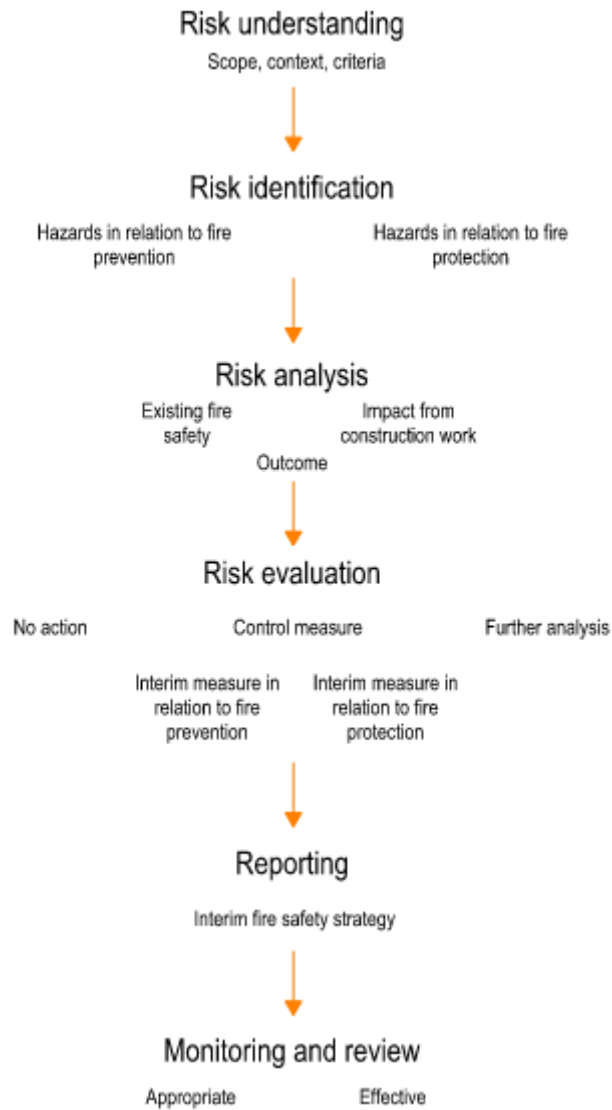 Risk understanding
Scope, context, criteria
Risk identification
Hazards in relation to fire
prevention
Hazards in relation to fire
protection
Risk analysis
Existing fire
safety
Impact from
construction work
Outcome
Risk evaluation
No action
Control measure
Further analysis
Interim measure in
relation to fire
prevention
Interim measure in
relation to fire
protection
Reporting
Interim fire safety strategy
Monitoring and review
Appropriate
Effective